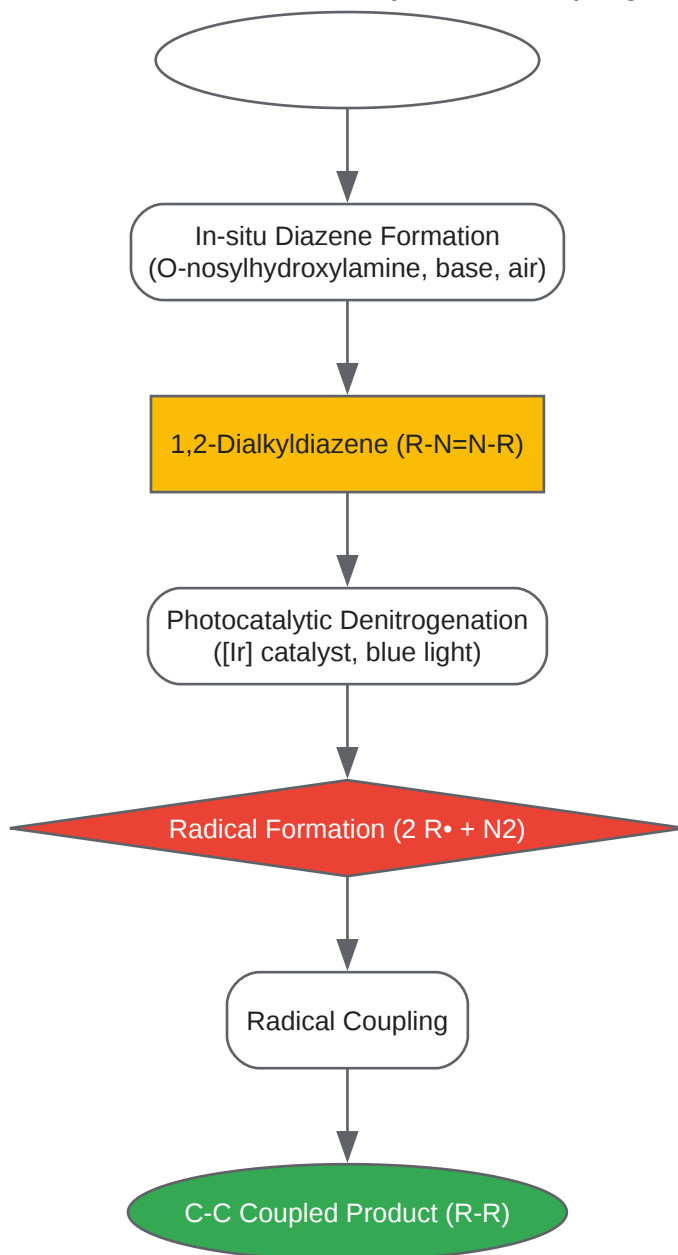 In-situ Diazene Formation
(O-nosylhydroxylamine, base, air)
1,2-Dialkyldiazene (R-N=N-R)
Photocatalytic Denitrogenation
([Ir] catalyst, blue light)
Radical Formation (2 R• + N2)
Radical Coupling
C-C Coupled Product (R-R)